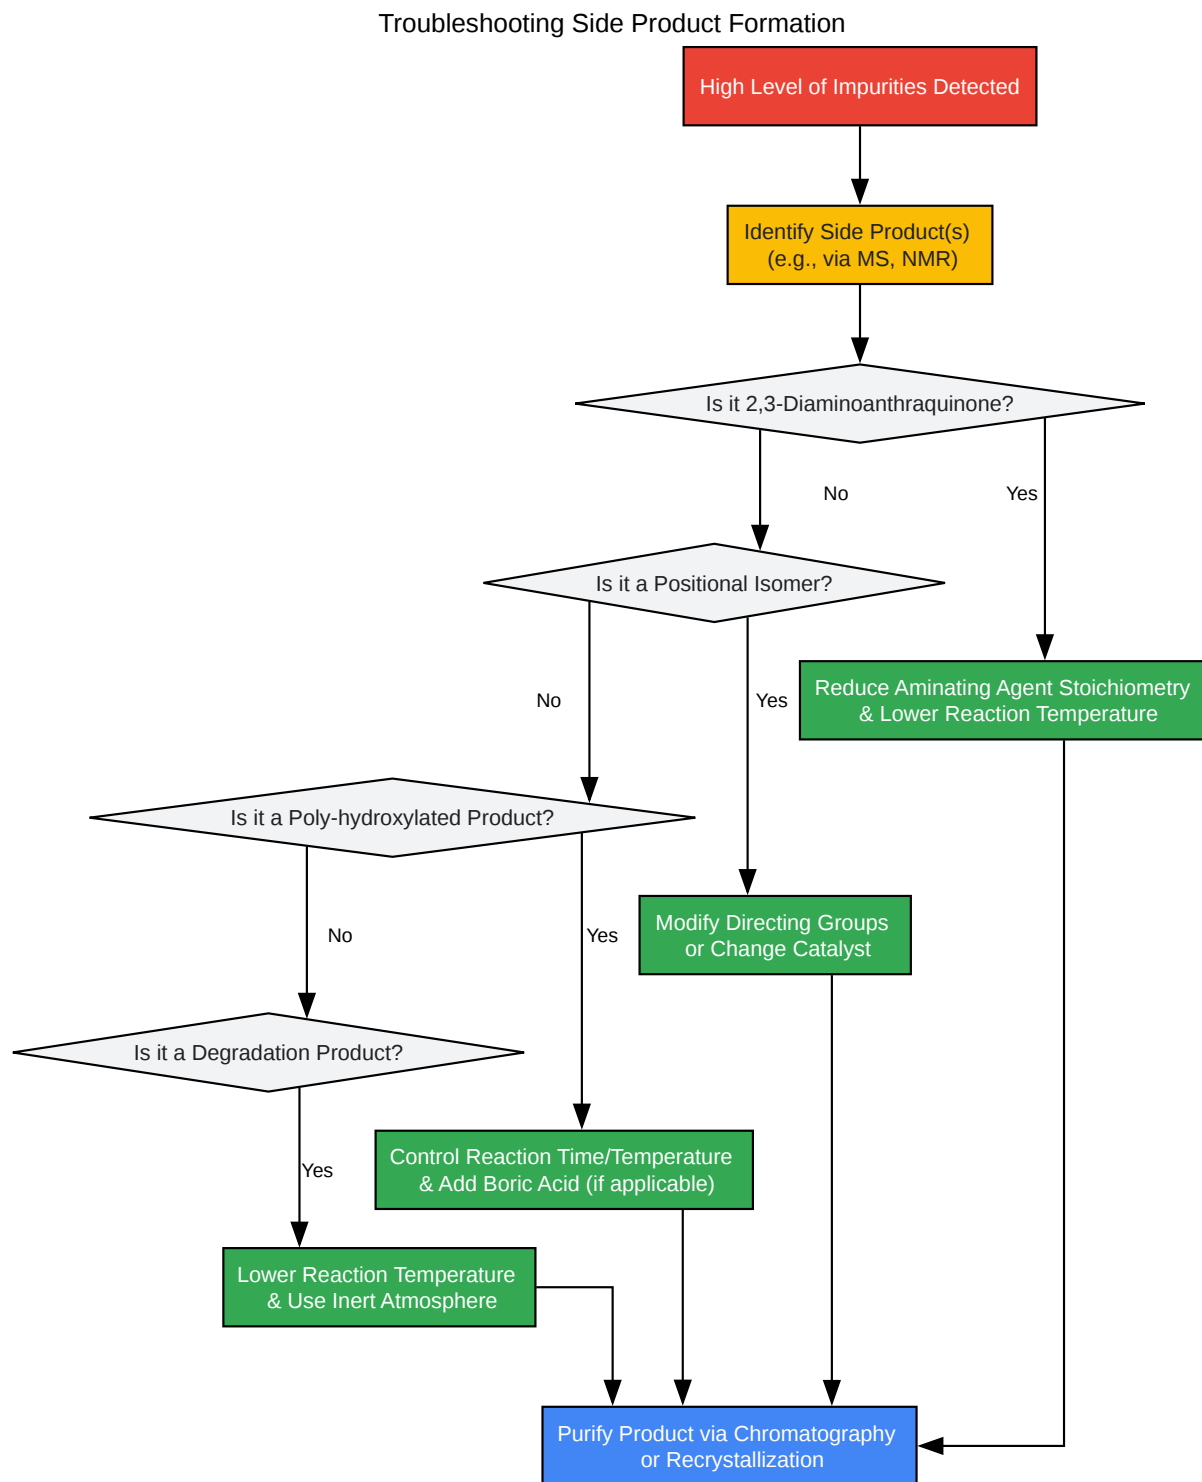 Troubleshooting Side Product Formation
High Level of Impurities Detected
Identify Side Product(s)
(e.g., via MS, NMR)
Is it 2,3-Diaminoanthraquinone?
No
Yes
Is it a Positional Isomer?
No
Yes
Reduce Aminating Agent Stoichiometry
& Lower Reaction Temperature
Is it a Poly-hydroxylated Product?
No
Yes
Modify Directing Groups
or Change Catalyst
Is it a Degradation Product?
Yes
Control Reaction Time/Temperature
& Add Boric Acid (if applicable)
Lower Reaction Temperature
& Use Inert Atmosphere
Purify Product via Chromatography
or Recrystallization